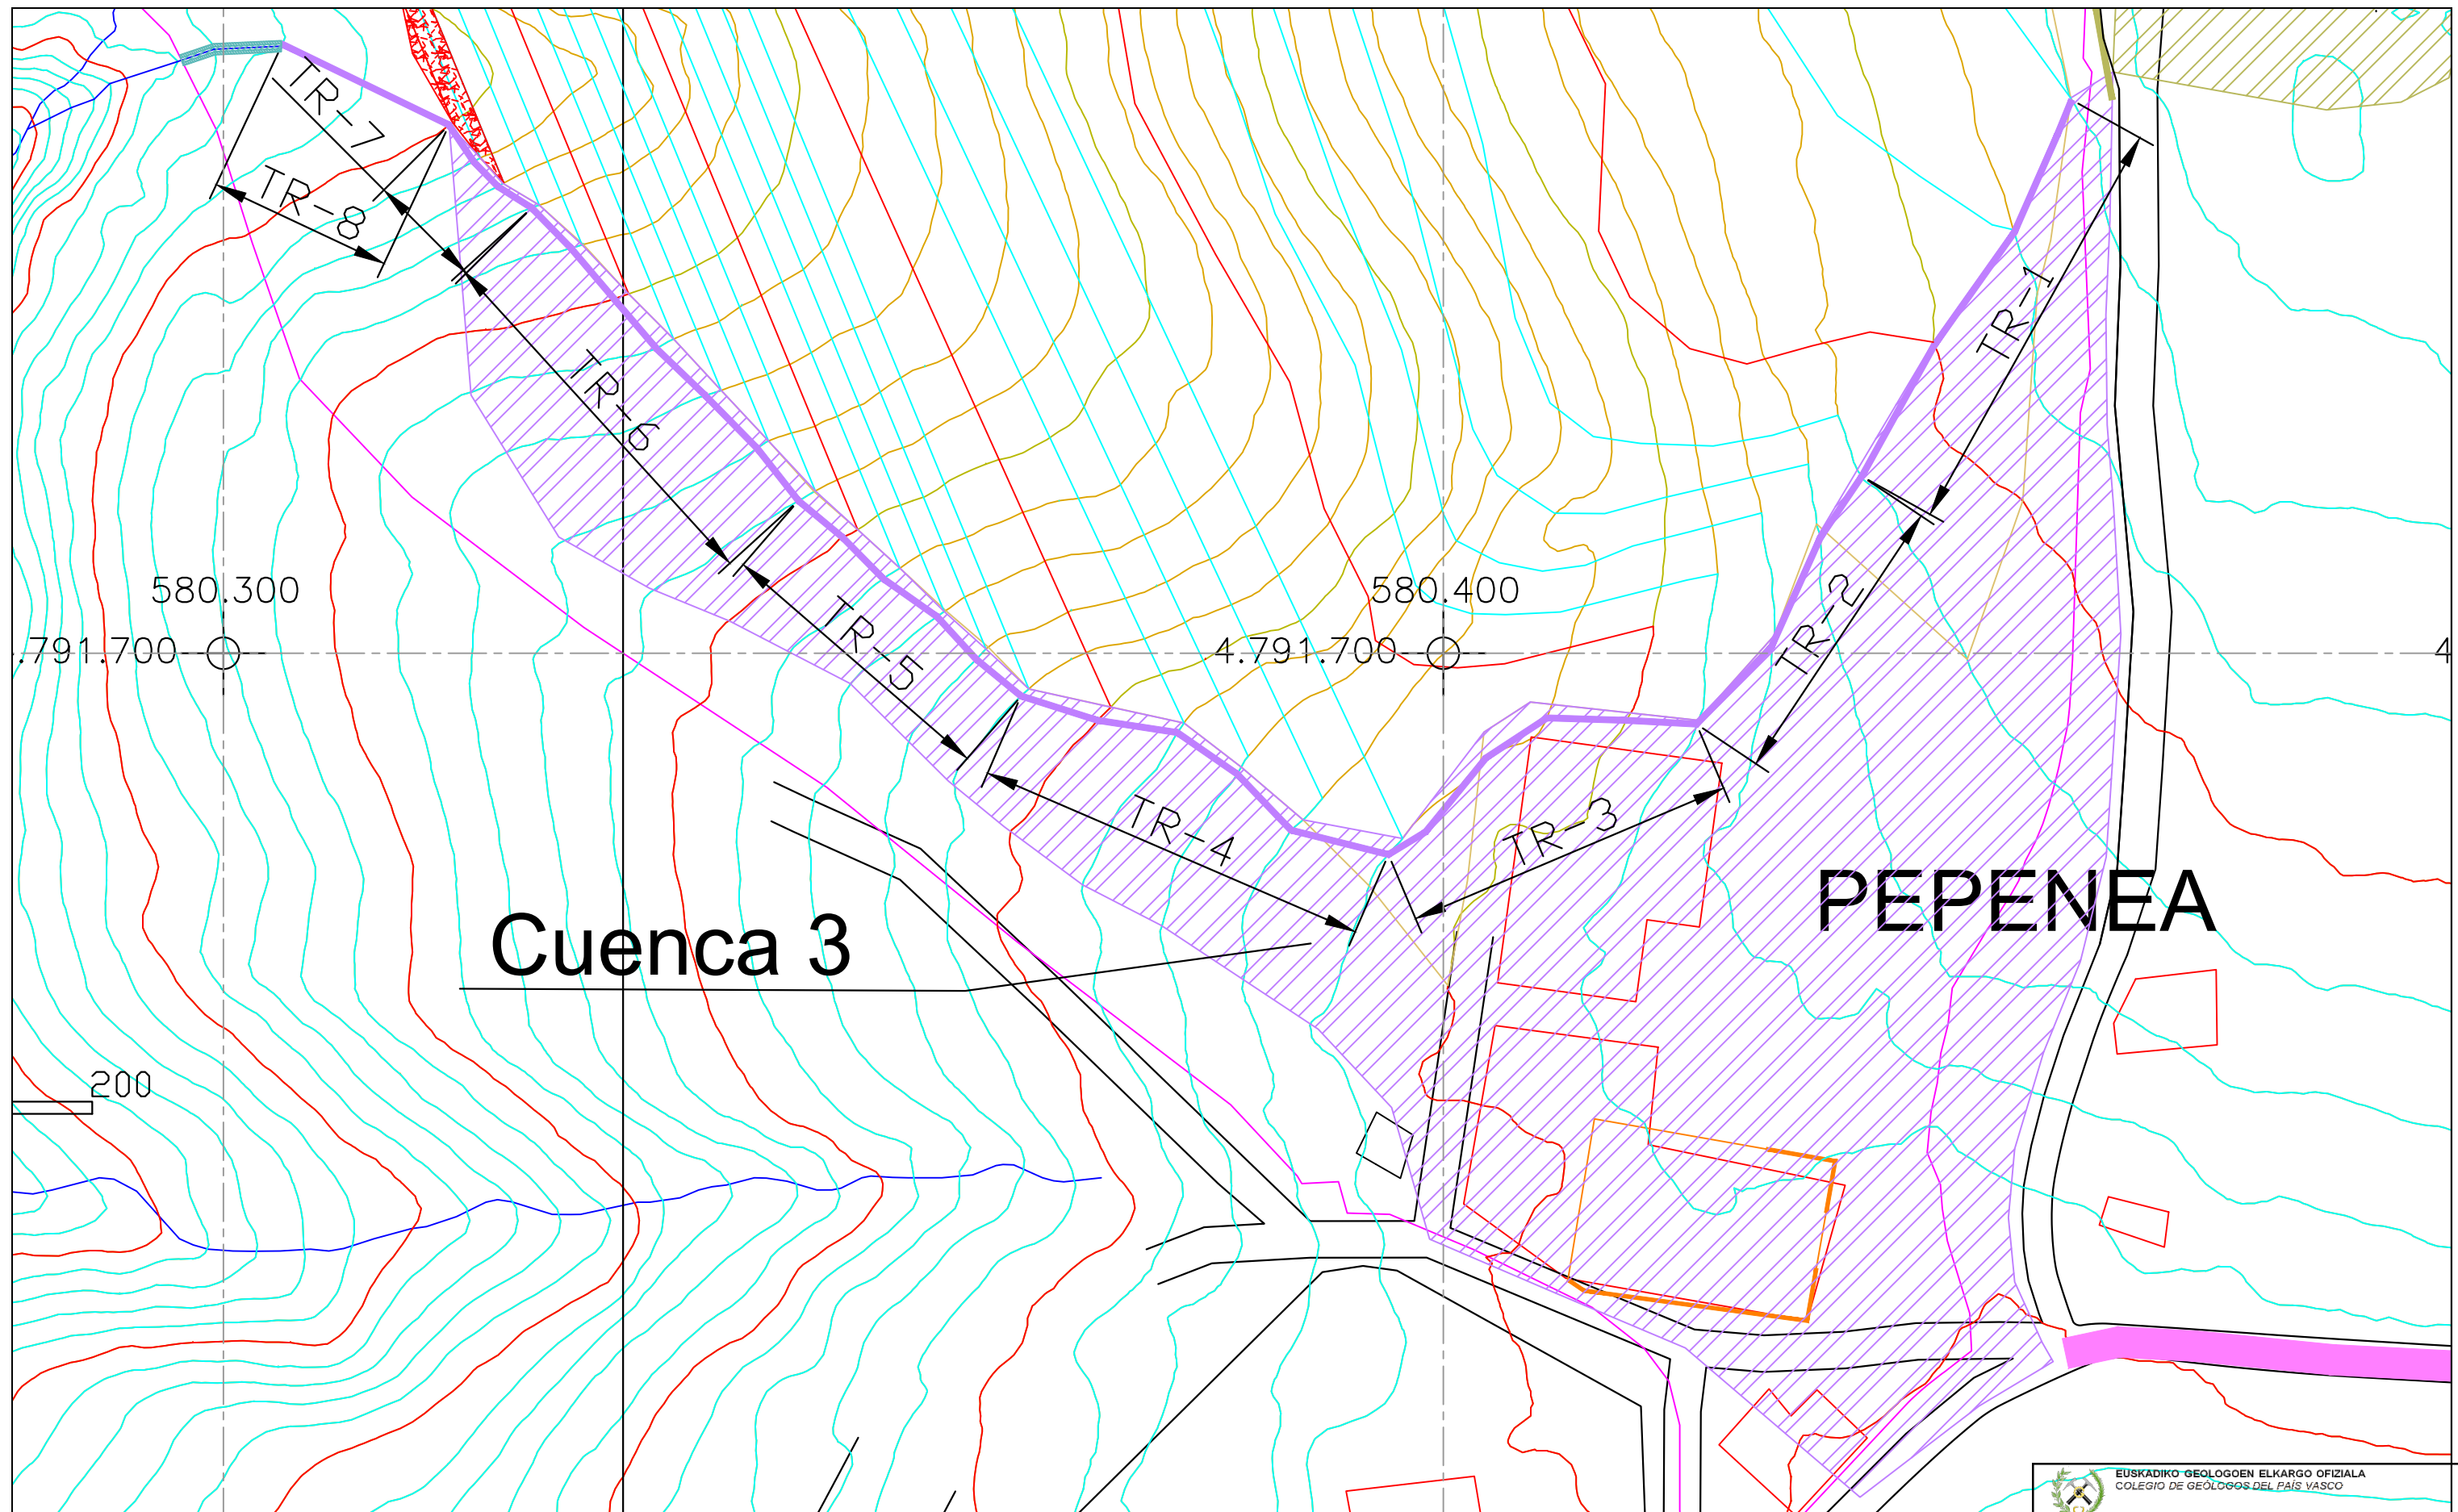 TR-7
TR-8
TR-1
TR-6
580.300
580.400
TR-2
.791.700
4.791.700
4
TR-5
TR-4
TR-3
PEPENEA
Cuenca 3
200
EUSKADIKO GEOLOGOEN ELKARGO OFIZIALA
COLEGIO DE GEÓLOGOS DEL PAÍS VASCO